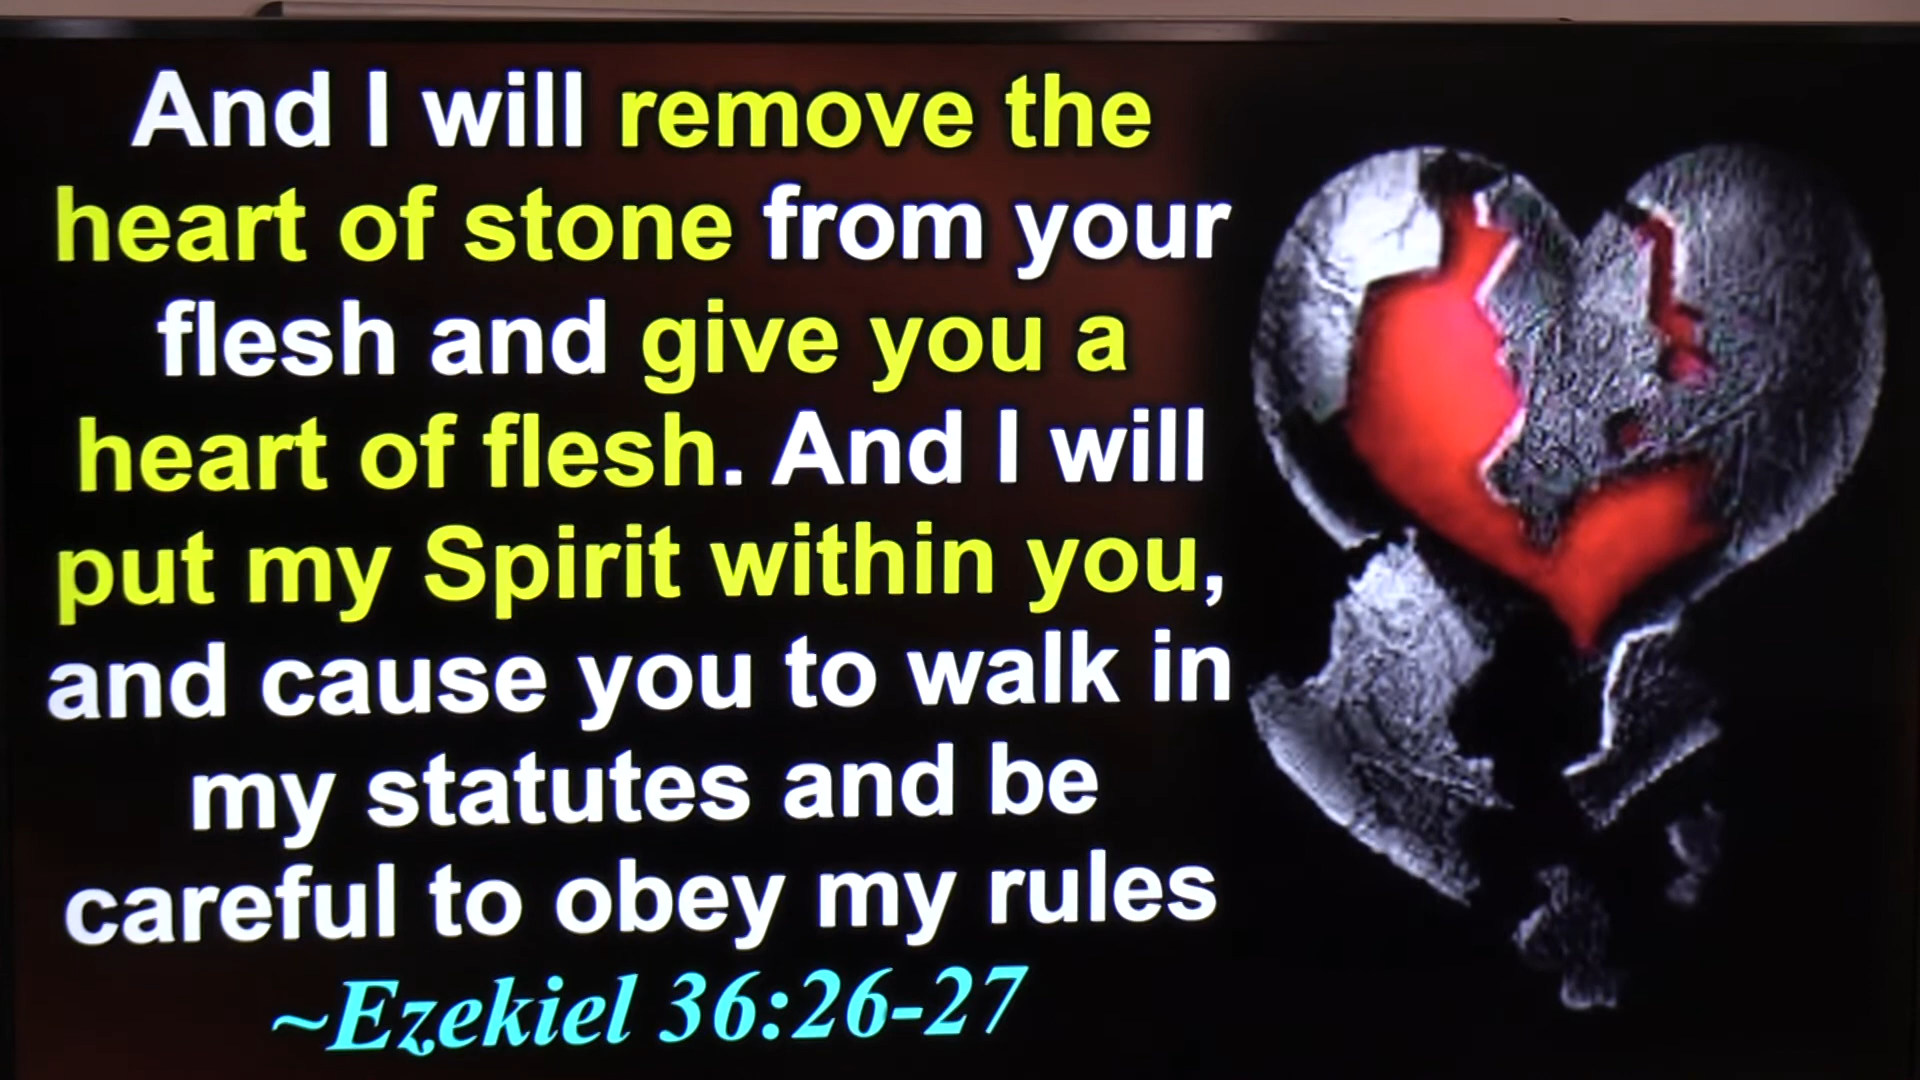 And I will remove the
heart of stone from your
flesh and give you a
heart of flesh. And I will
put my Spirit within you,
and cause you to walk in
my statutes and be
careful to obey my rules
~Ezekiel 36:26-27